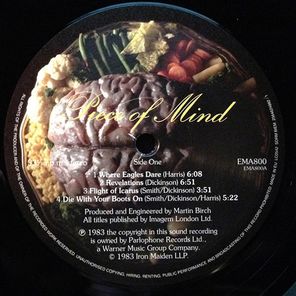 Piece of Mind
Side One
EMA800
EMA800A
1 Where Eagles Dare (Harris) 6:08
2 Revelations (Dickinson) 6:51
3 Flight of Icarus (Smith/Dickinson) 3:51
4 Die With Your Boots On (Smith/Dickinson/Harris) 5:22
Produced and Engineered by Martin Birch
All titles published by Imagem London Ltd.
℗ 1983 the copyright in this sound recording
is owned by Parlophone Records Ltd.,
a Warner Music Group Company.
© 1983 Iron Maiden LLP.